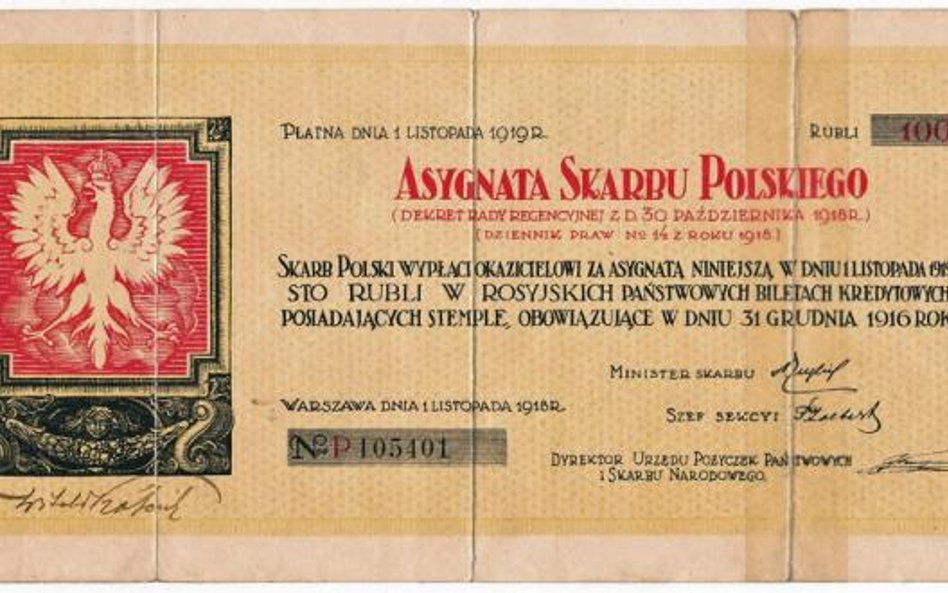 PŁATNA DNIA 1 LISTOPADA 1919 R.
RUBLI 100
ASYGNATA SKARBU POLSKIEGO
(DEKRET RADY REGENCYJNEJ Z D. 30 PAŹDZIERNIKA 1918 R.)
(DZIENNIK PRAW No 14 Z ROKU 1918.)
SKARB POLSKI WYPŁACI OKAZICIELOWI ZA ASYGNATĄ NINIEJSZĄ W DNIU 1 LISTOPADA 191
STO RUBLI W ROSYJSKICH PAŃSTWOWYCH BILETACH KREDYTOWYCH
POSIADAJĄCYCH STEMPLE, OBOWIĄZUJĄCE W DNIU 31 GRUDNIA 1916 ROK
MINISTER SKARBU
WARSZAWA DNIA 1 LISTOPADA 1918 R.
SZEF SEKCYI
No P 105401
DYREKTOR URZĘDU POŻYCZEK PAŃSTWOWYCH
I SKARBU NARODOWEGO.